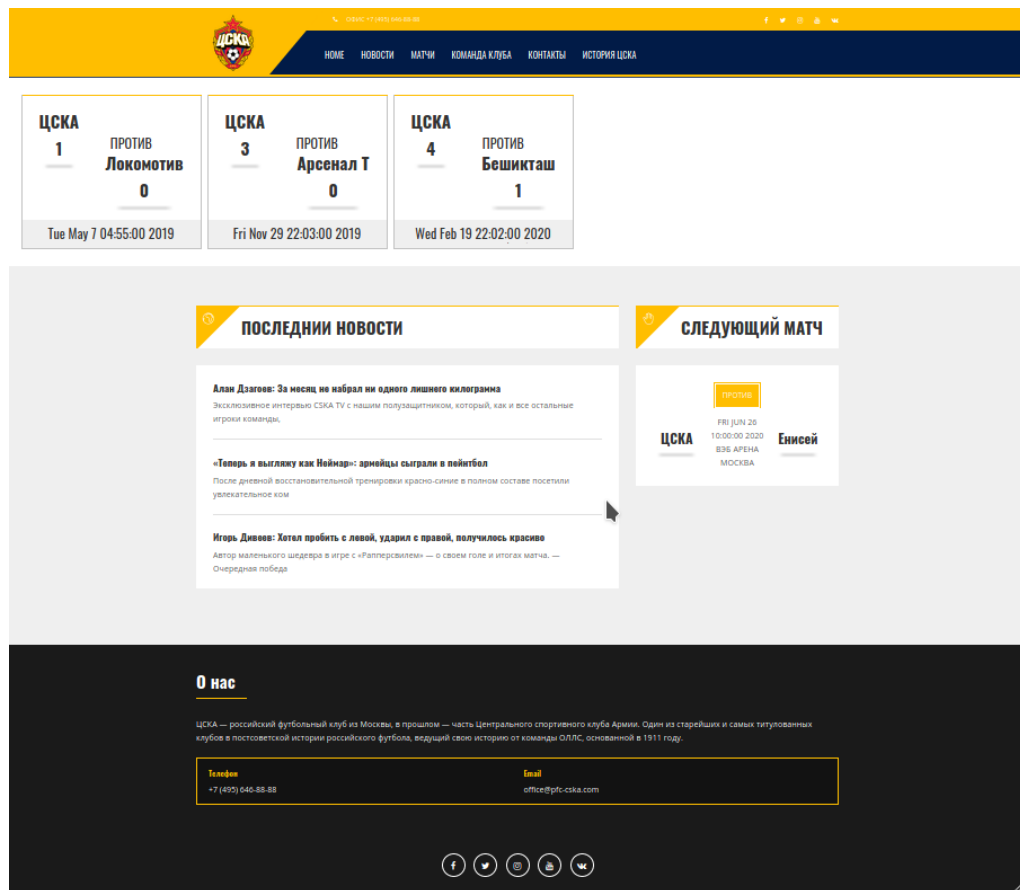 ОФИС +7 (495) 646-88-88
ЦСКА
HOME НОВОСТИ МАТЧИ КОМАНДА КЛУБА КОНТАКТЫ ИСТОРИЯ ЦСКА
ЦСКА
1
ПРОТИВ
Локомотив
0
Tue May 7 04:55:00 2019
ЦСКА
3
ПРОТИВ
Арсенал Т
0
Fri Nov 29 22:03:00 2019
ЦСКА
4
ПРОТИВ
Бешикташ
1
Wed Feb 19 22:02:00 2020
ПОСЛЕДНИИ НОВОСТИ
Алан Дзагоев: За месяц не набрал ни одного лишнего килограмма
Эксклюзивное интервью CSKA TV с нашим полузащитником, который, как и все остальные
игроки команды,
«Теперь я выгляжу как Неймар»: армейцы сыграли в пейнтбол
После дневной восстановительной тренировки красно-синие в полном составе посетили
увлекательное ком
Игорь Дивеев: Хотел пробить с левой, ударил с правой, получилось красиво
Автор маленького шедевра в игре с «Рапперсвилем» — о своем голе и итогах матча. —
Очередная победа
СЛЕДУЮЩИЙ МАТЧ
ПРОТИВ
ЦСКА
FRI JUN 26
10:00:00 2020
ВЭБ АРЕНА
МОСКВА
Енисей
О нас
ЦСКА — российский футбольный клуб из Москвы, в прошлом — часть Центрального спортивного клуба Армии. Один из старейших и самых титулованных
клубов в постсоветской истории российского футбола, ведущий свою историю от команды ОЛЛС, основанной в 1911 году.
Телефон
+7 (495) 646-88-88
Email
office@pfc-cska.com